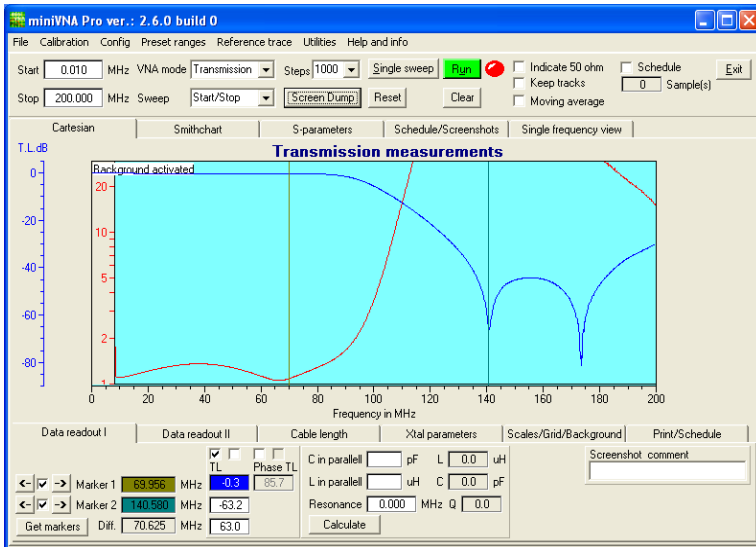 miniVNA Pro ver.: 2.6.0 build 0
File Calibration Config Preset ranges Reference trace Utilities Help and info
Start 0.010 MHz VNA mode Transmission Steps 1000 Single sweep Run Indicate 50 ohm Schedule Exit
Keep tracks 0 Sample(s)
Stop 200.000 MHz Sweep Start/Stop Screen Dump Reset Clear Moving average
Cartesian Smithchart S-parameters Schedule/Screenshots Single frequency view
T.L.dB Transmission measurements
Background activated
0
20
-20
10
-40
5
-60
2
-80
1
0 20 40 60 80 100 120 140 160 180 200
Frequency in MHz
Data readout I Data readout II Cable length Xtal parameters Scales/Grid/Background Print/Schedule
TL Phase TL
C in parallell pF L 0.0 uH
Screenshot comment
<- -> Marker 1 69.956 MHz -0.3 85.7
L in parallell uH C 0.0 pF
<- -> Marker 2 140.580 MHz -63.2
Resonance 0.000 MHz Q 0.0
Get markers Diff. 70.625 MHz 63.0
Calculate